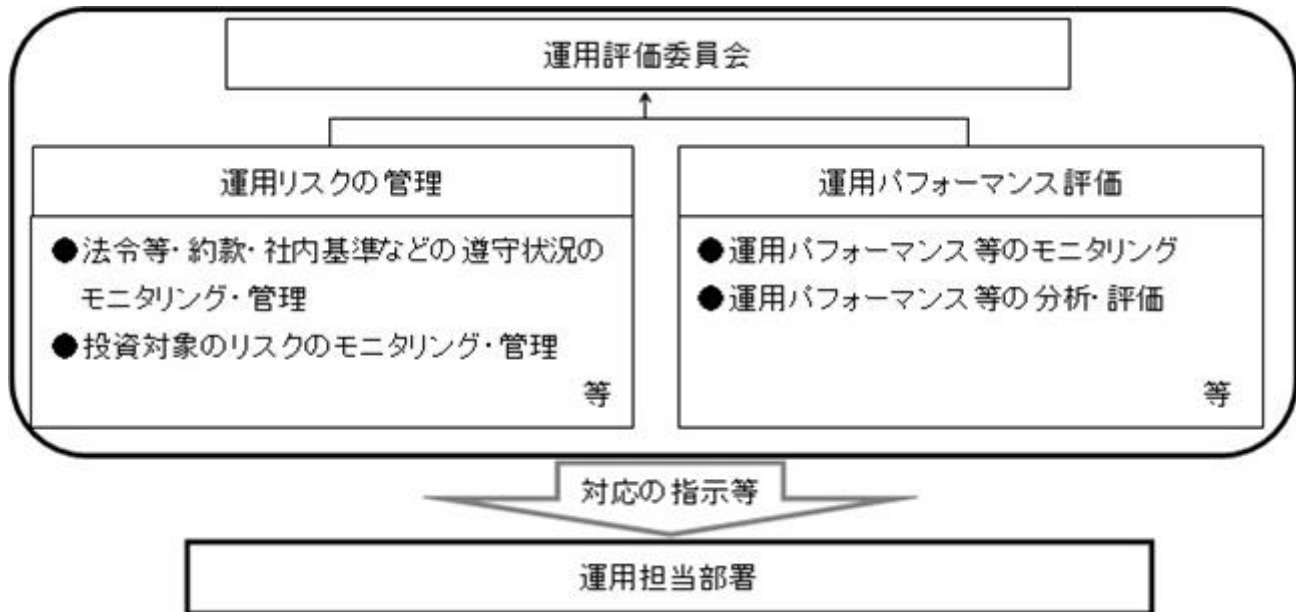 運用評価委員会
運用リスクの管理
●法令等・約款・社内基準などの遵守状況の
モニタリング・管理
●投資対象のリスクのモニタリング・管理
等
運用パフォーマンス評価
●運用パフォーマンス等のモニタリング
●運用パフォーマンス等の分析・評価
等
対応の指示等
運用担当部署